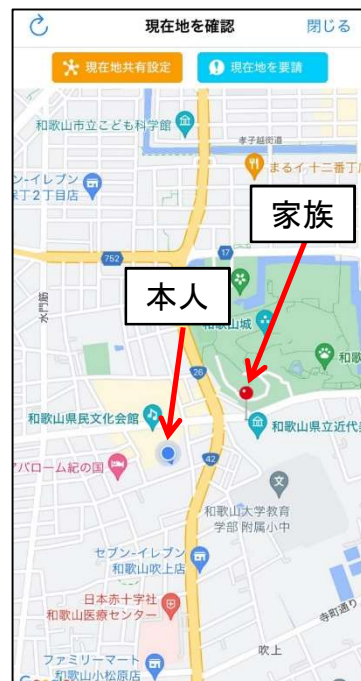 現在地を確認
閉じる
現在地共有設定
現在地を要請
和歌山市立こども科学館
孝子越街道
まるイ十二番丁
ン-イレブン
丁2丁目店
家族
752
17
本人
水門筋
和歌山城
和歌
26
和歌山県民文化会館
和歌山県立近代美
アバローム紀の国
42
和歌山大学教育
学部 附属小中
セブン-イレブン
和歌山吹上店
日本赤十字社
和歌山医療センター
寺町通り
吹上
ファミリーマート
和歌山小松原店